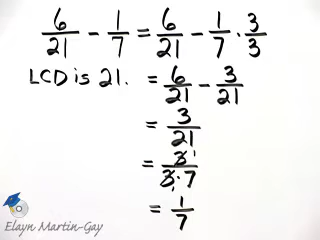 6/21 - 1/7 = 6/21 - 1/7 · 3/3
LCD is 21. = 6/21 - 3/21
= 3/21
= 3̸ 1/3̸ 1 · 7
= 1/7
Elayn Martin-Gay